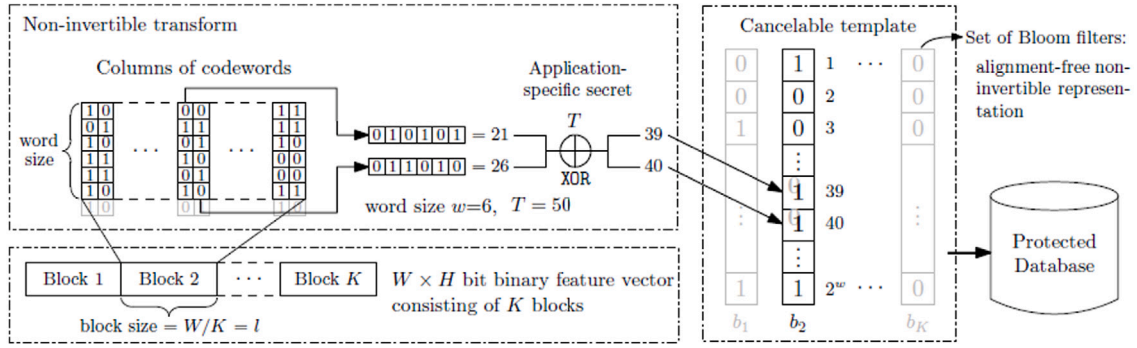 Non-invertible transform
Columns of codewords
word
size
1 0 0 0 1 1
0 1 1 1 1 1
1 0 1 0 1 0
1 1 1 1 0 0
0 1 0 1 0 0
1 0 1 0 1 1
0 1 0 1 0 1 = 21
0 1 1 0 1 0 = 26
Application-
specific secret
T
XOR
39
40
word size w=6, T = 50
Block 1 Block 2 · · · Block K
block size = W/K = l
W × H bit binary feature vector
consisting of K blocks
Cancelable template
0 1 1 · · · 0
0 0 2 0
1 0 3
1 39
1 40
1 1 2^w · · · 0
b1 b2 bK
Set of Bloom filters:
alignment-free non-
invertible represen-
tation
Protected
Database